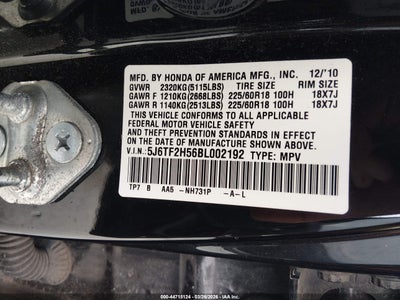 MFD. BY HONDA OF AMERICA MFG., INC. 12/'10
GVWR 2320KG(5115LBS) TIRE SIZE RIM SIZE
GAWR F 1210KG(2668LBS) 225/60R18 100H 18X7J
GAWR R 1140KG(2513LBS) 225/60R18 100H 18X7J
THIS VEHICLE CONFORMS TO ALL APPLICABLE
FEDERAL MOTOR VEHICLE SAFETY AND
THEFT PREVENTION STANDARDS IN EFFECT ON
THE DATE OF MANUFACTURE SHOWN ABOVE.
V.I.N.: 5J6TF2H56BL002192 TYPE: MPV
TP7 B AA5 -NH731P -A-L
000-44715124 | 03/28/2026 | IAA Inc.